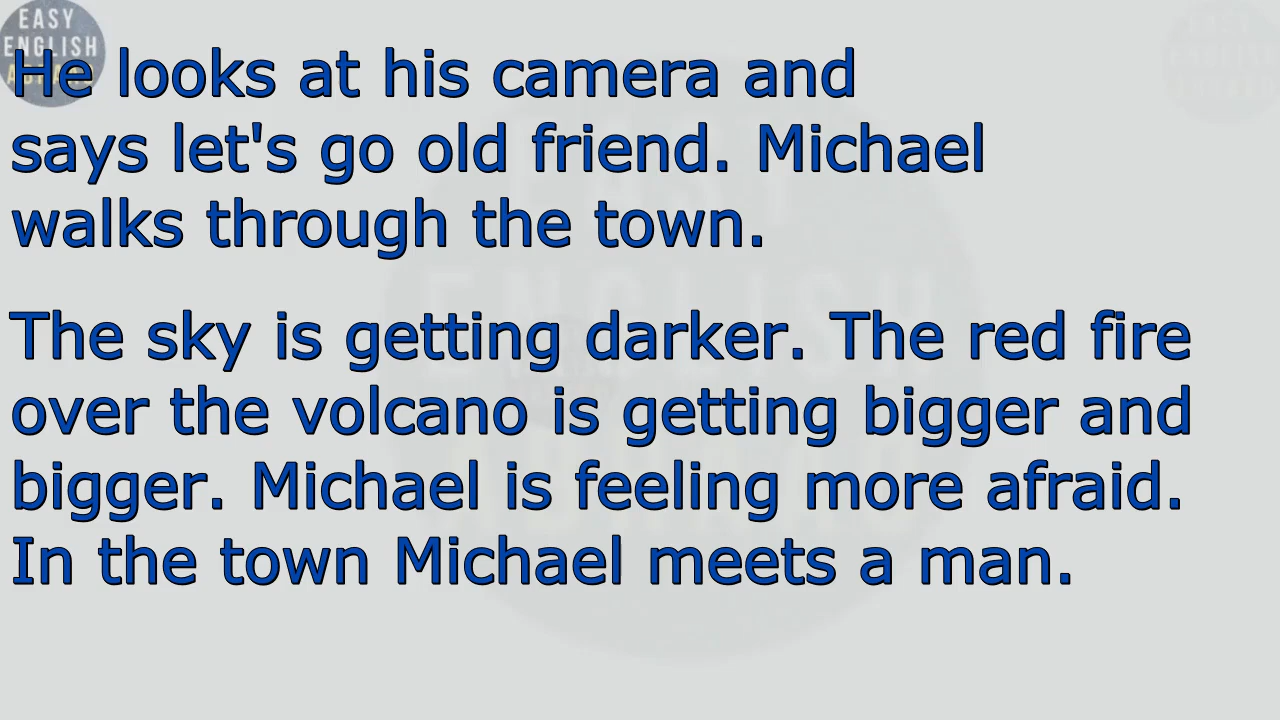 EASY
ENGLISH
He looks at his camera and
says let's go old friend. Michael
walks through the town.
The sky is getting darker. The red fire
over the volcano is getting bigger and
bigger. Michael is feeling more afraid.
In the town Michael meets a man.